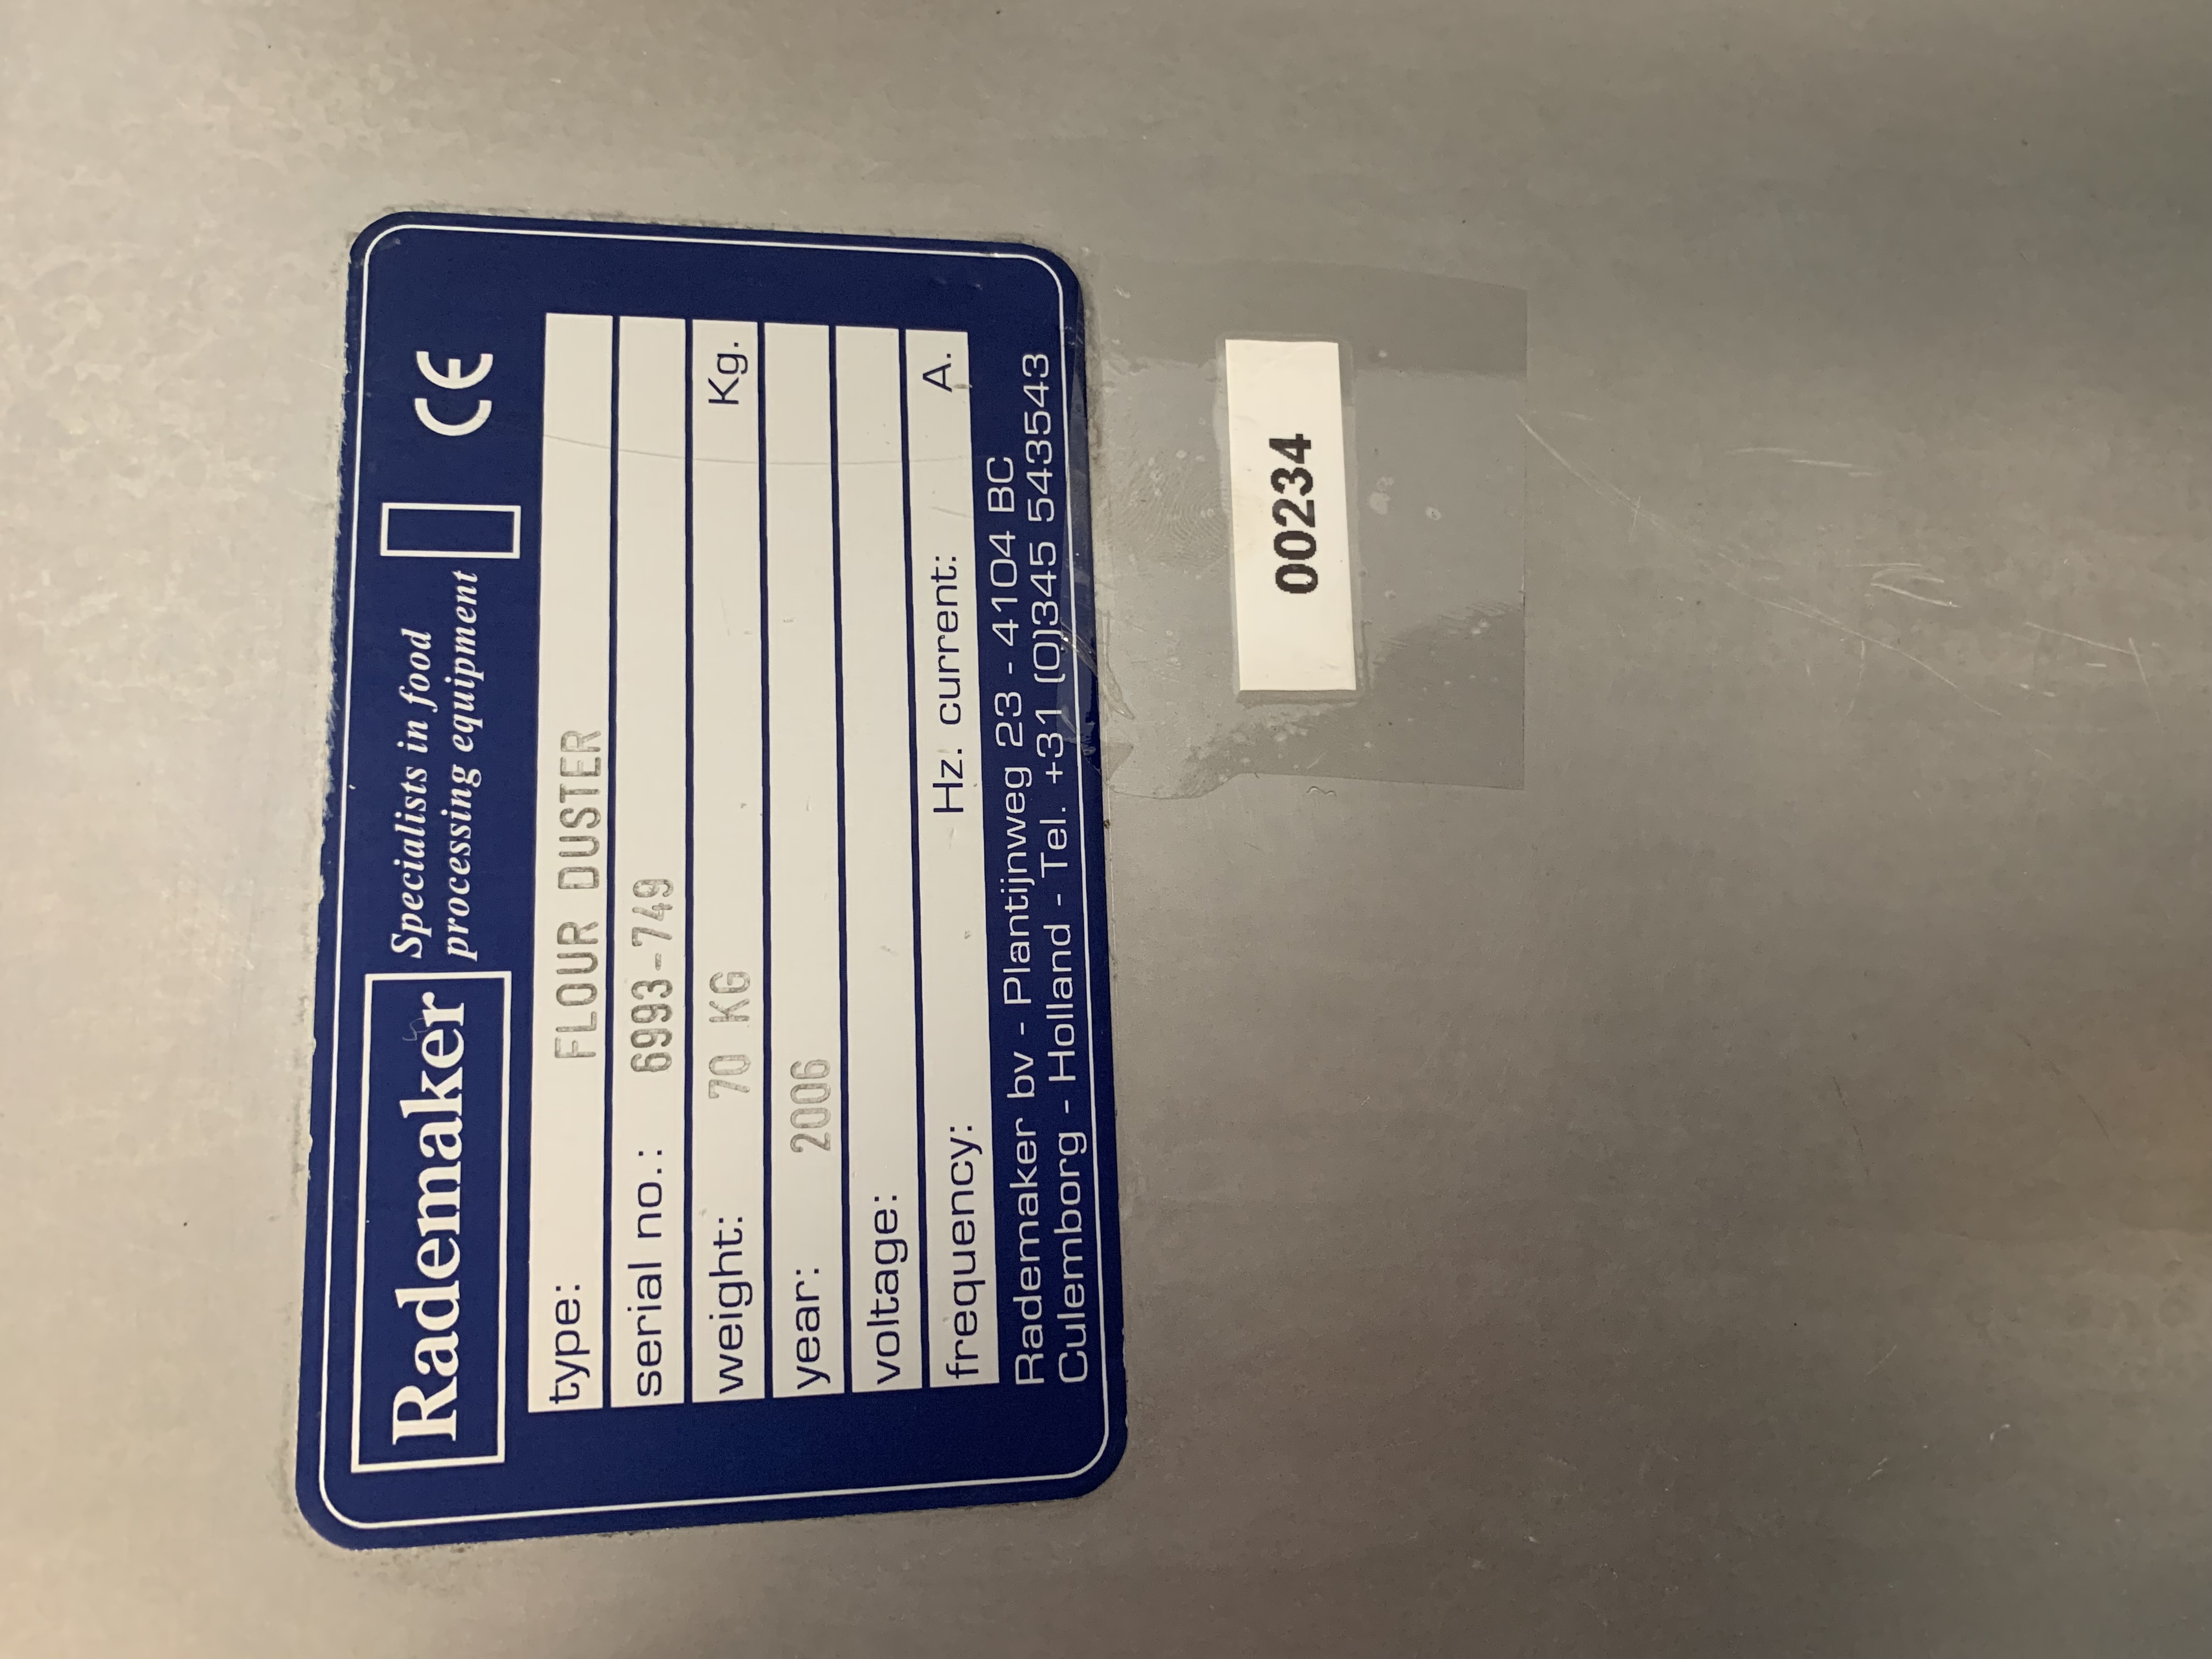 Rademaker
Specialists in food
processing equipment
CE
type: FLOUR DUSTER
serial no.: 6993-749
weight: 70 KG Kg.
year: 2006
voltage:
frequency: Hz. current: A.
Rademaker bv - Plantijnweg 23 - 4104 BC
Culemborg - Holland - Tel. +31 (0)345 543543
00234